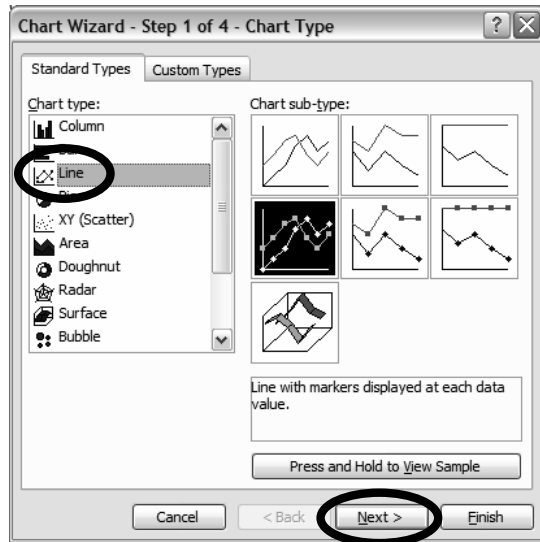 Chart Wizard - Step 1 of 4 - Chart Type
Standard Types
Custom Types
Chart type:
Column
Line
XY (Scatter)
Area
Doughnut
Radar
Surface
Bubble
Chart sub-type:
Line with markers displayed at each data
value.
Press and Hold to View Sample
Cancel
< Back
Next >
Finish